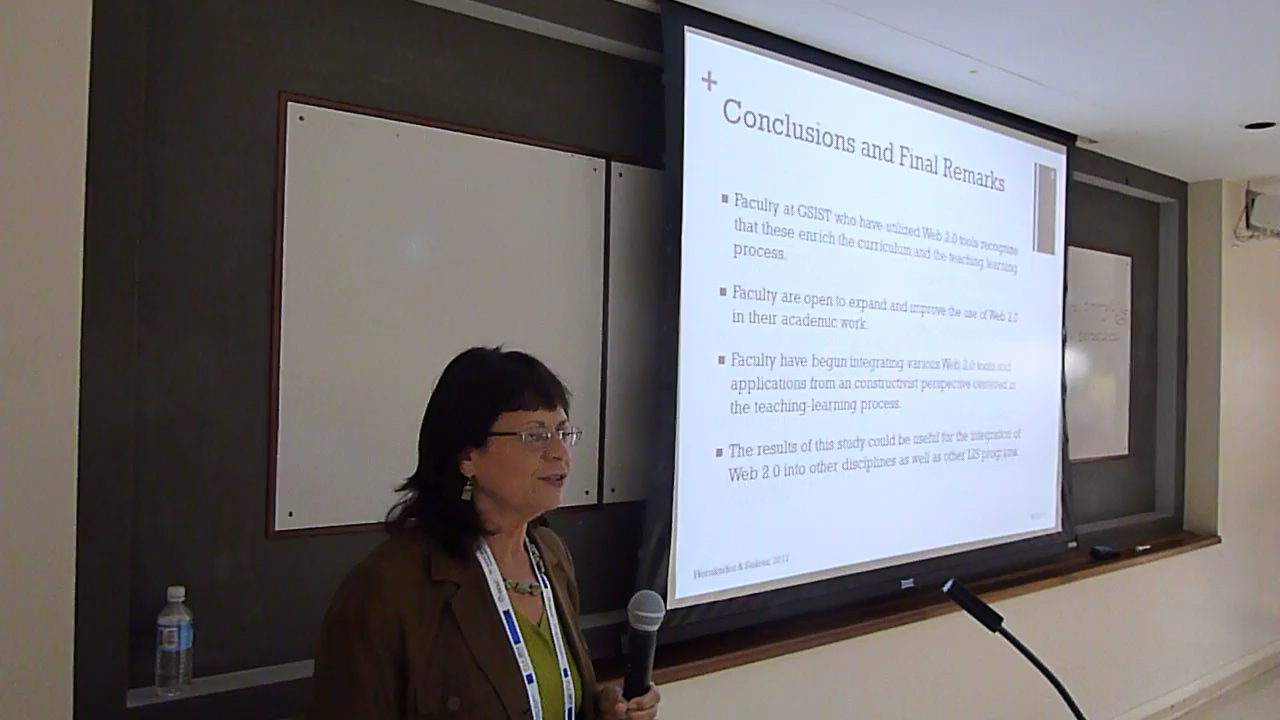 +
Conclusions and Final Remarks
▪ Faculty at GSIST who have utilized Web 2.0 tools recognize
that these enrich the curriculum and the teaching learning
process.
▪ Faculty are open to expand and improve the use of Web 2.0
in their academic work.
▪ Faculty have begun integrating various Web 2.0 tools and
applications from an constructivist perspective centered in
the teaching-learning process.
▪ The results of this study could be useful for the integration of
Web 2.0 into other disciplines as well as other LIS programs.
Hernández & 2011